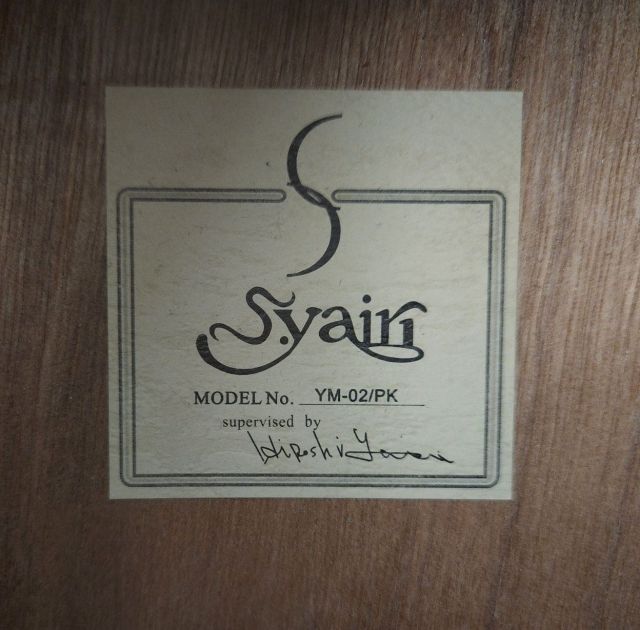 S
S.yairi
MODEL No. YM-02/PK
supervised by
Hiroshi Yairi